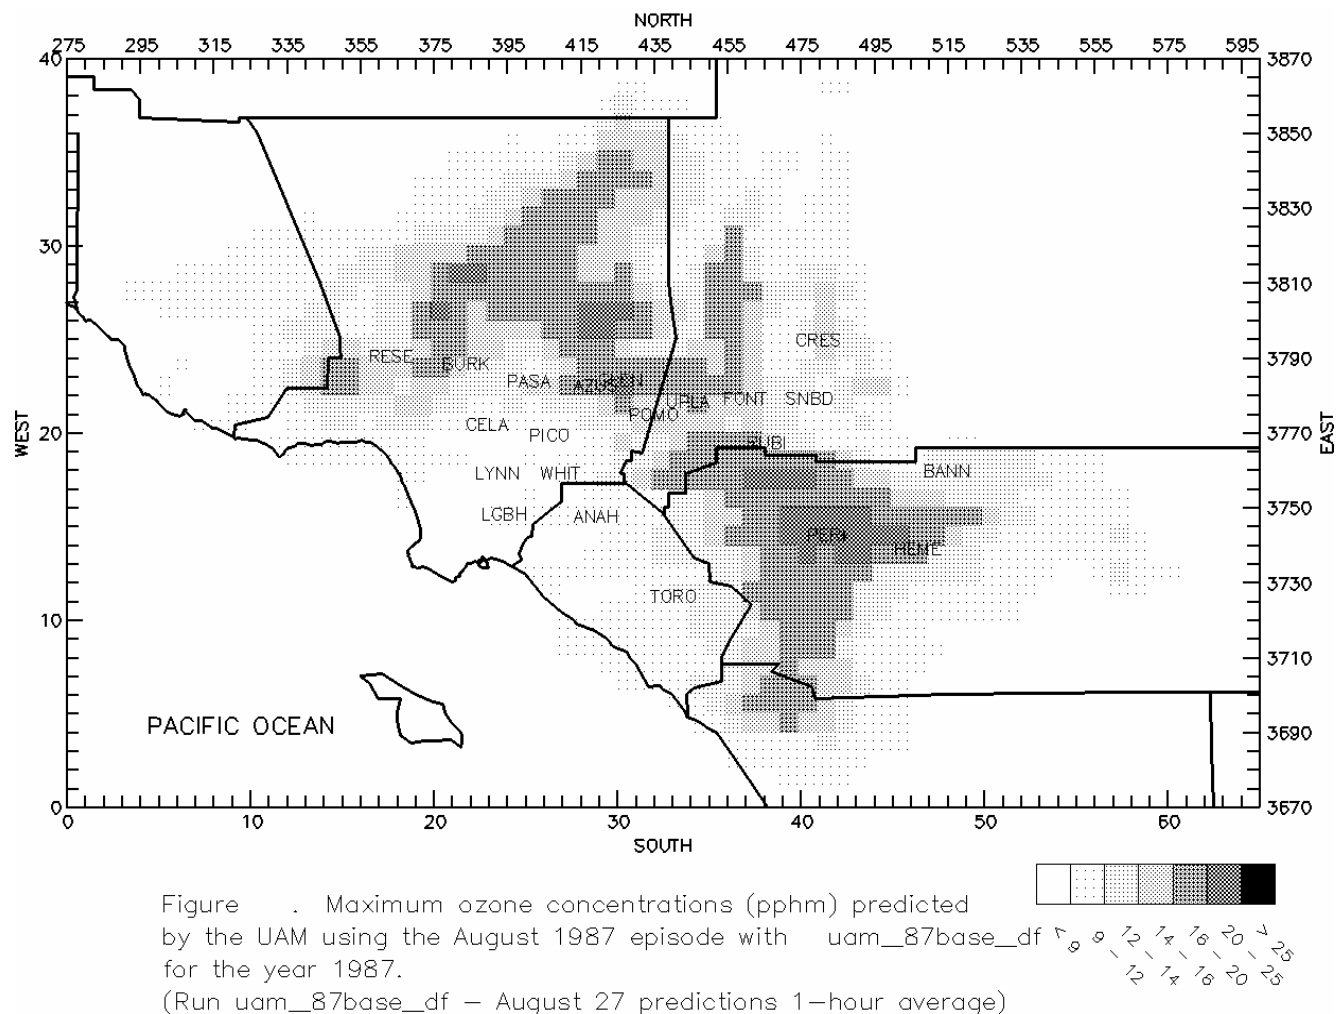 NORTH
275 295 315 335 355 375 395 415 435 455 475 495 515 535 555 575 595
40 3870
3850
3830
30 3810
CRES
RESE BURK 3790
PASA AZUS
UPLA FONT SNBD
POMO
CELA
PICO
WEST 20 3770 EAST
RUBI
LYNN WHIT BANN
LGBH ANAH 3750
PERI
HEME
3730
TORO
10
3710
PACIFIC OCEAN 3690
0 3670
0 10 20 30 40 50 60
SOUTH
Figure . Maximum ozone concentrations (pphm) predicted
by the UAM using the August 1987 episode with uam_87base_df
for the year 1987.
(Run uam_87base_df – August 27 predictions 1–hour average)
< 9
9 – 12
12 – 14
14 – 16
16 – 20
20 – 25
> 25